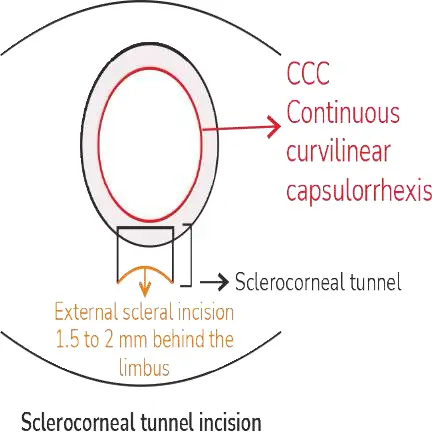 CCC
Continuous
curvilinear
capsulorrhexis
Sclerocorneal tunnel
External scleral incision
1.5 to 2 mm behind the
limbus
Sclerocorneal tunnel incision